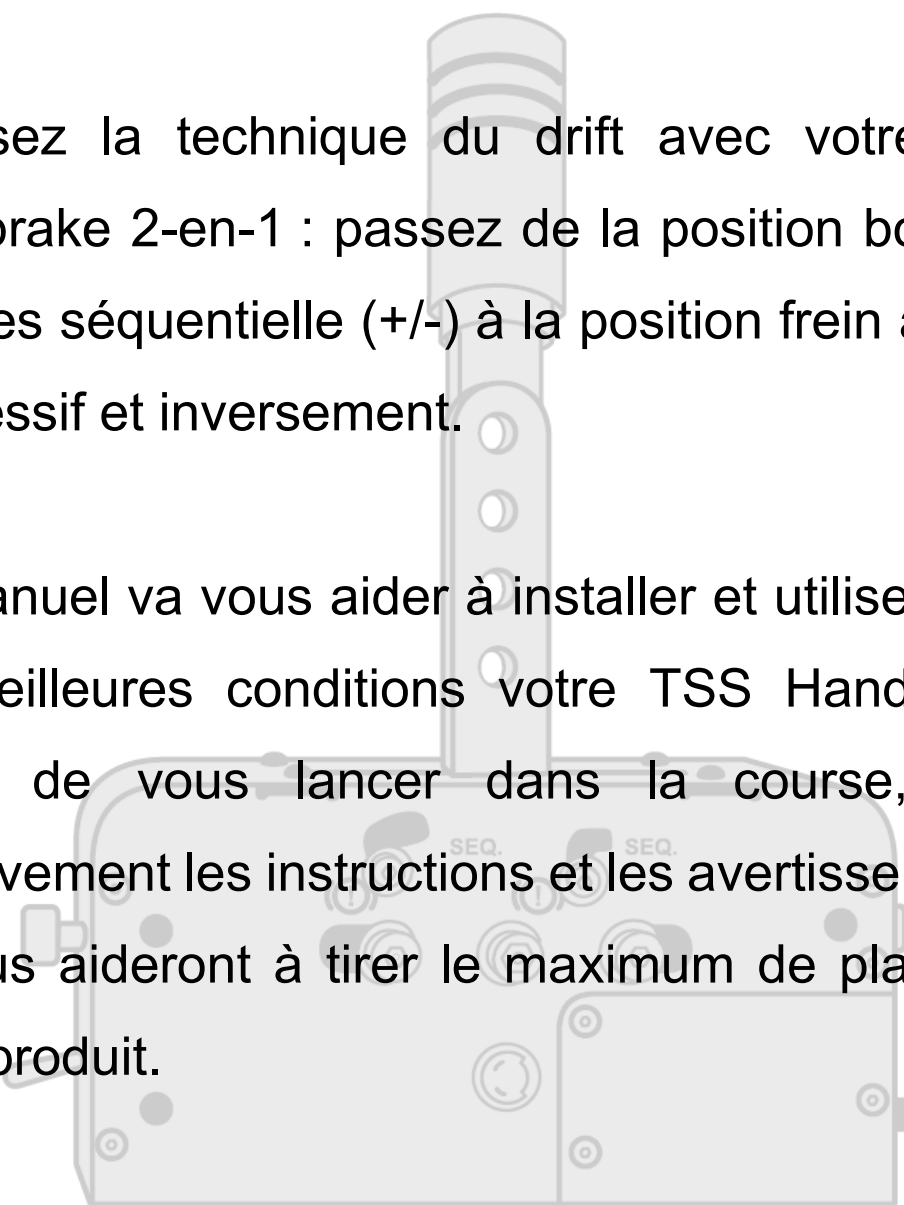 sez la technique du drift avec votre
brake 2-en-1 : passez de la position bo
es séquentielle (+/-) à la position frein a
essif et inversement.
anuel va vous aider à installer et utilise
eilleures conditions votre TSS Hand
de vous lancer dans la course,
SEQ. SEQ.
vement les instructions et les avertisse
us aideront à tirer le maximum de pla
produit.